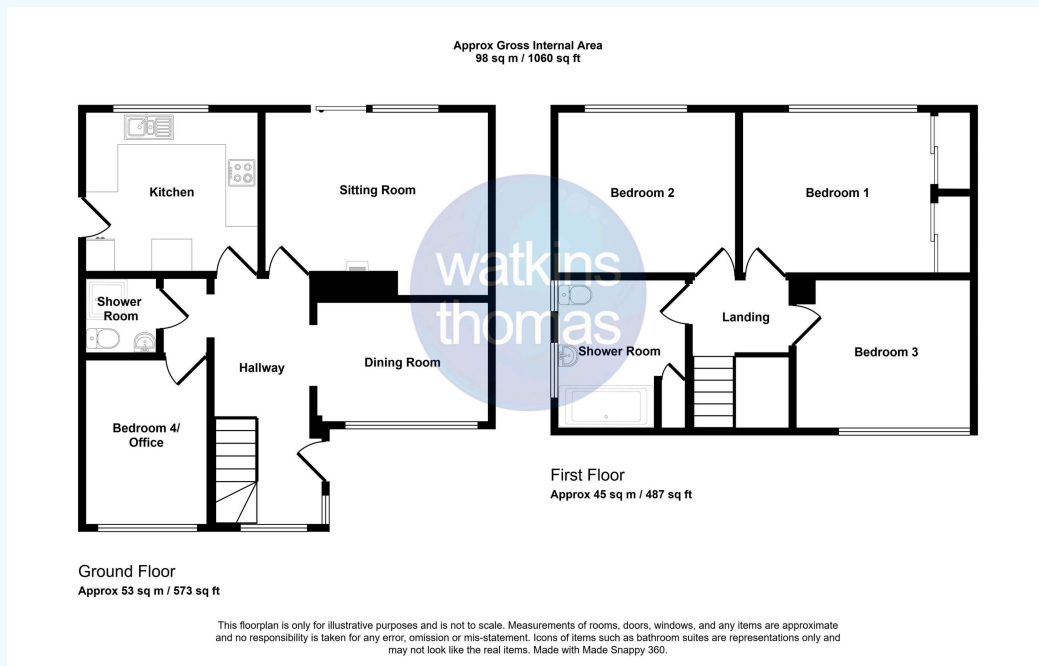 Approx Gross Internal Area
98 sq m / 1060 sq ft
Kitchen
Sitting Room
Shower
Room
Hallway
Dining Room
Bedroom 4/
Office
Bedroom 2
Bedroom 1
watkins
thomas
Landing
Shower Room
Bedroom 3
First Floor
Approx 45 sq m / 487 sq ft
Ground Floor
Approx 53 sq m / 573 sq ft
This floorplan is only for illustrative purposes and is not to scale. Measurements of rooms, doors, windows, and any items are approximate
and no responsibility is taken for any error, omission or mis-statement. Icons of items such as bathroom suites are representations only and
may not look like the real items. Made with Made Snappy 360.